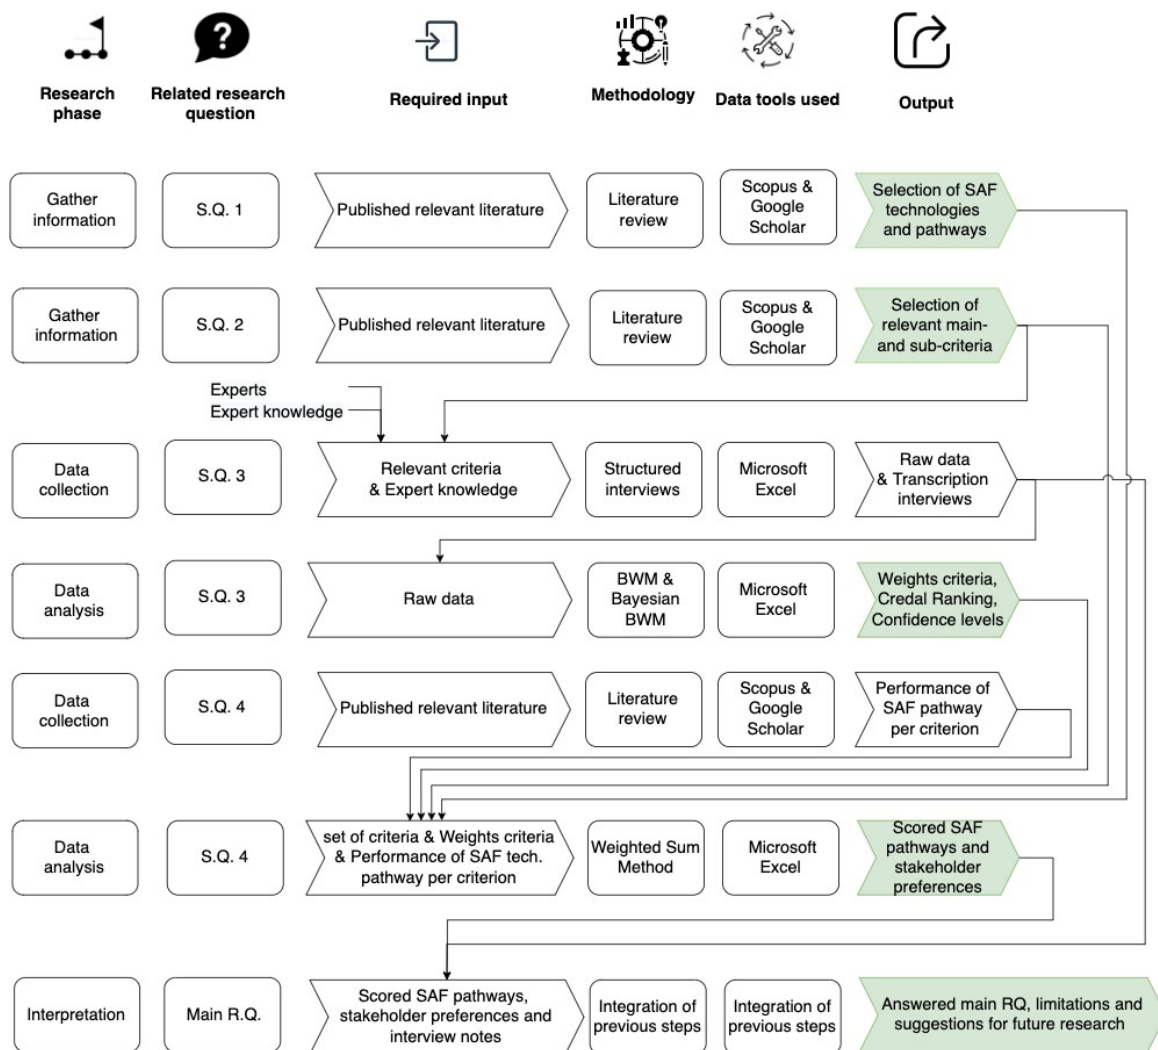 Research
phase
Related research
question
Required input
Methodology
Data tools used
Output
Gather
information
S.Q. 1
Published relevant literature
Literature
review
Scopus &
Google
Scholar
Selection of SAF
technologies
and pathways
Gather
information
S.Q. 2
Published relevant literature
Literature
review
Scopus &
Google
Scholar
Selection of
relevant main-
and sub-criteria
Experts
Expert knowledge
Data
collection
S.Q. 3
Relevant criteria
& Expert knowledge
Structured
interviews
Microsoft
Excel
Raw data
& Transcription
interviews
Data
analysis
S.Q. 3
Raw data
BWM &
Bayesian
BWM
Microsoft
Excel
Weights criteria,
Credal Ranking,
Confidence levels
Data
collection
S.Q. 4
Published relevant literature
Literature
review
Scopus &
Google
Scholar
Performance of
SAF pathway
per criterion
Data
analysis
S.Q. 4
set of criteria & Weights criteria
& Performance of SAF tech.
pathway per criterion
Weighted Sum
Method
Microsoft
Excel
Scored SAF
pathways and
stakeholder
preferences
Interpretation
Main R.Q.
Scored SAF pathways,
stakeholder preferences and
interview notes
Integration of
previous steps
Integration of
previous steps
Answered main RQ, limitations and
suggestions for future research